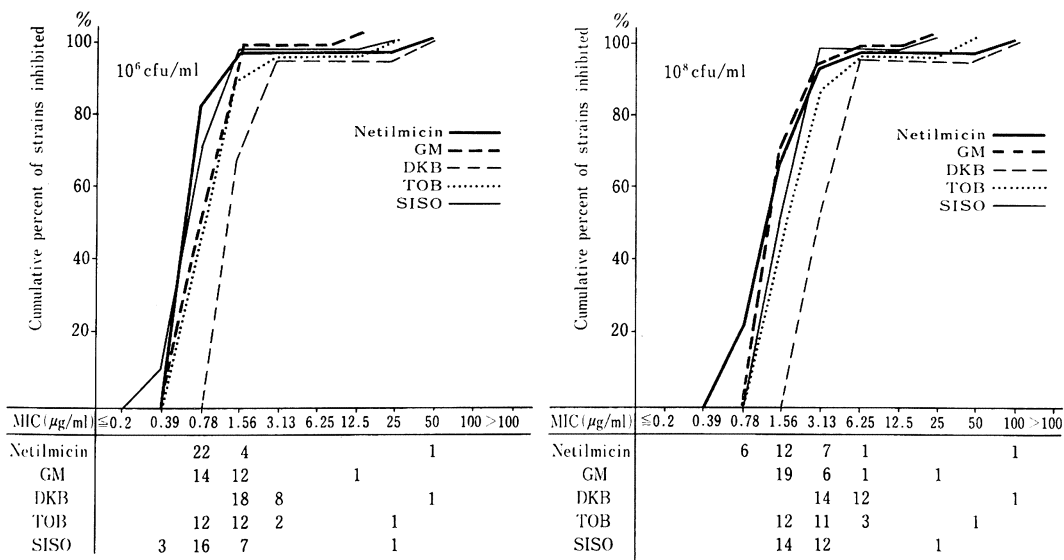 %
100
80
60
40
20
Cumulative percent of strains inhibited
10⁶cfu/ml
Netilmicin
GM
DKB
TOB
SISO
MIC(μg/ml) ≦0.2 0.39 0.78 1.56 3.13 6.25 12.5 25 50 100 >100
Netilmicin 22 4 1
GM 14 12 1
DKB 18 8 1
TOB 12 12 2 1
SISO 3 16 7 1
%
100
80
60
40
20
Cumulative percent of strains inhibited
10⁸cfu/ml
Netilmicin
GM
DKB
TOB
SISO
MIC(μg/ml) ≦0.2 0.39 0.78 1.56 3.13 6.25 12.5 25 50 100 >100
Netilmicin 6 12 7 1 1
GM 19 6 1 1
DKB 14 12 1
TOB 12 11 3 1
SISO 14 12 1